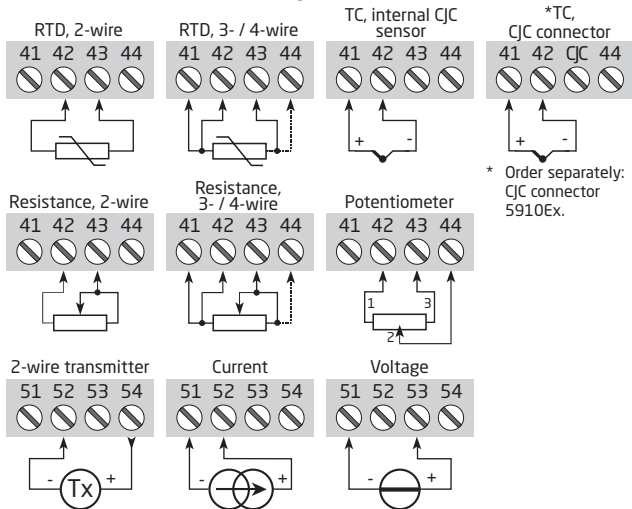 RTD, 2-wire
41 42 43 44
RTD, 3- / 4-wire
41 42 43 44
TC, internal CJC
sensor
41 42 43 44
+ -
*TC,
CJC connector
41 42 CJC 44
+ -
* Order separately:
CJC connector
5910Ex.
Resistance, 2-wire
41 42 43 44
Resistance,
3- / 4-wire
41 42 43 44
Potentiometer
41 42 43 44
1 3
2
2-wire transmitter
51 52 53 54
- Tx +
Current
51 52 53 54
- +
Voltage
51 52 53 54
- +